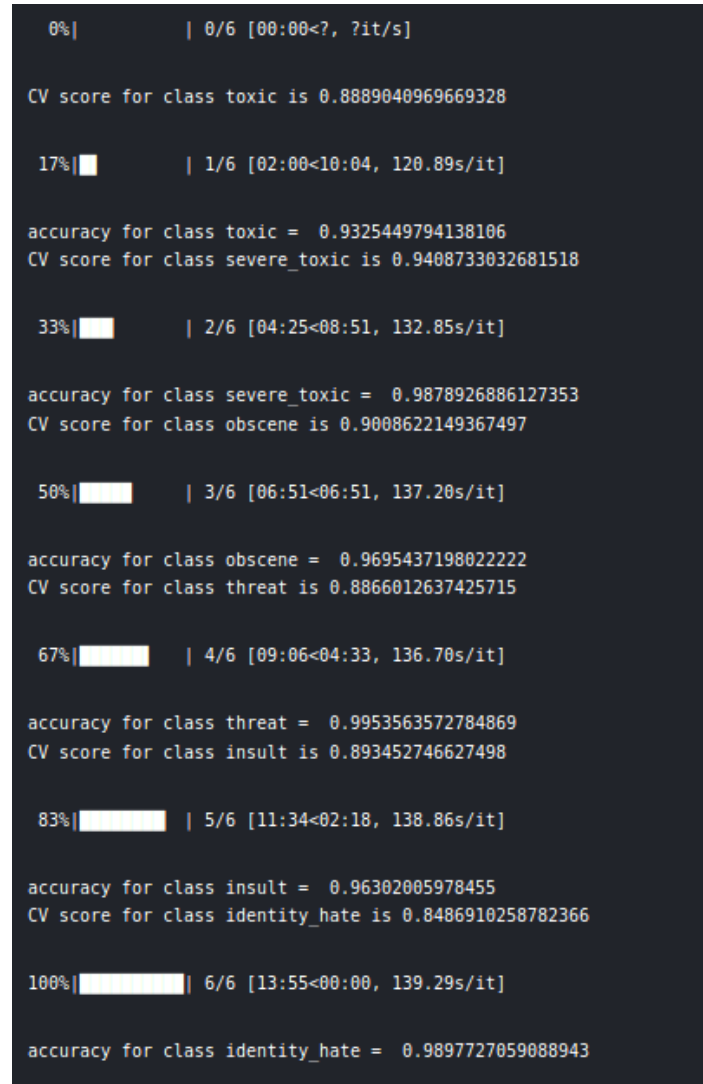 0%|          | 0/6 [00:00<?, ?it/s]
CV score for class toxic is 0.8889040969669328
17%|█▋        | 1/6 [02:00<10:04, 120.89s/it]
accuracy for class toxic =  0.9325449794138106
CV score for class severe_toxic is 0.9408733032681518
33%|███▎      | 2/6 [04:25<08:51, 132.85s/it]
accuracy for class severe_toxic =  0.9878926886127353
CV score for class obscene is 0.9008622149367497
50%|█████     | 3/6 [06:51<06:51, 137.20s/it]
accuracy for class obscene =  0.9695437198022222
CV score for class threat is 0.8866012637425715
67%|██████▋   | 4/6 [09:06<04:33, 136.70s/it]
accuracy for class threat =  0.9953563572784869
CV score for class insult is 0.893452746627498
83%|████████▎ | 5/6 [11:34<02:18, 138.86s/it]
accuracy for class insult =  0.96302005978455
CV score for class identity_hate is 0.8486910258782366
100%|██████████| 6/6 [13:55<00:00, 139.29s/it]
accuracy for class identity_hate =  0.9897727059088943